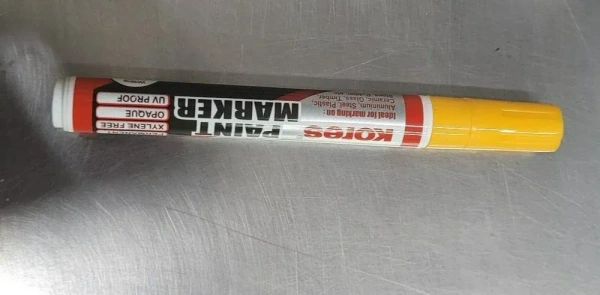 kores
PAINT
MARKER
Ideal for marking on:
Aluminium, Steel, Plastic,
Ceramic, Glass, Timber,
XYLENE FREE
OPAQUE
UV PROOF